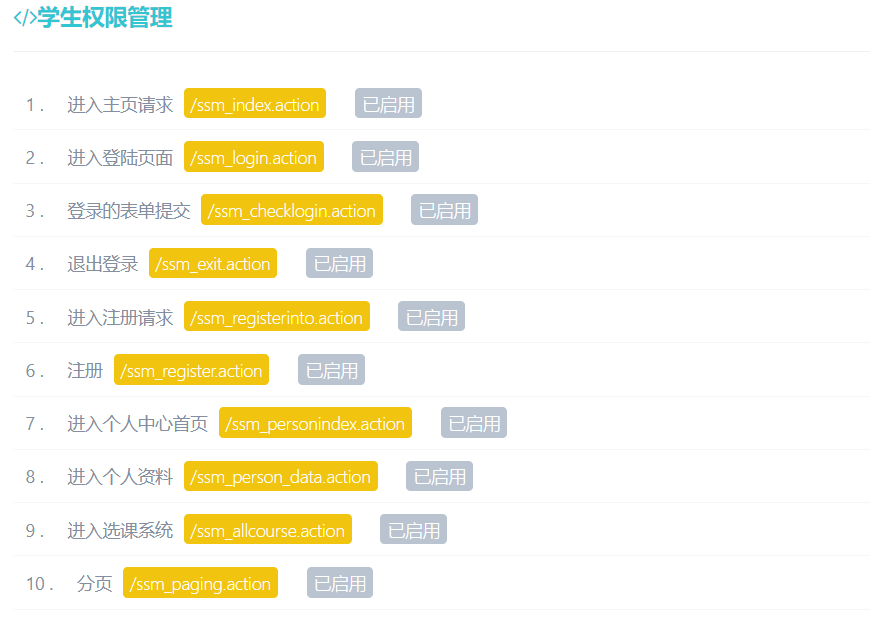 </>学生权限管理
1 . 进入主页请求 /ssm_index.action 已启用
2 . 进入登陆页面 /ssm_login.action 已启用
3 . 登录的表单提交 /ssm_checklogin.action 已启用
4 . 退出登录 /ssm_exit.action 已启用
5 . 进入注册请求 /ssm_registerinto.action 已启用
6 . 注册 /ssm_register.action 已启用
7 . 进入个人中心首页 /ssm_personindex.action 已启用
8 . 进入个人资料 /ssm_person_data.action 已启用
9 . 进入选课系统 /ssm_allcourse.action 已启用
10 . 分页 /ssm_paging.action 已启用